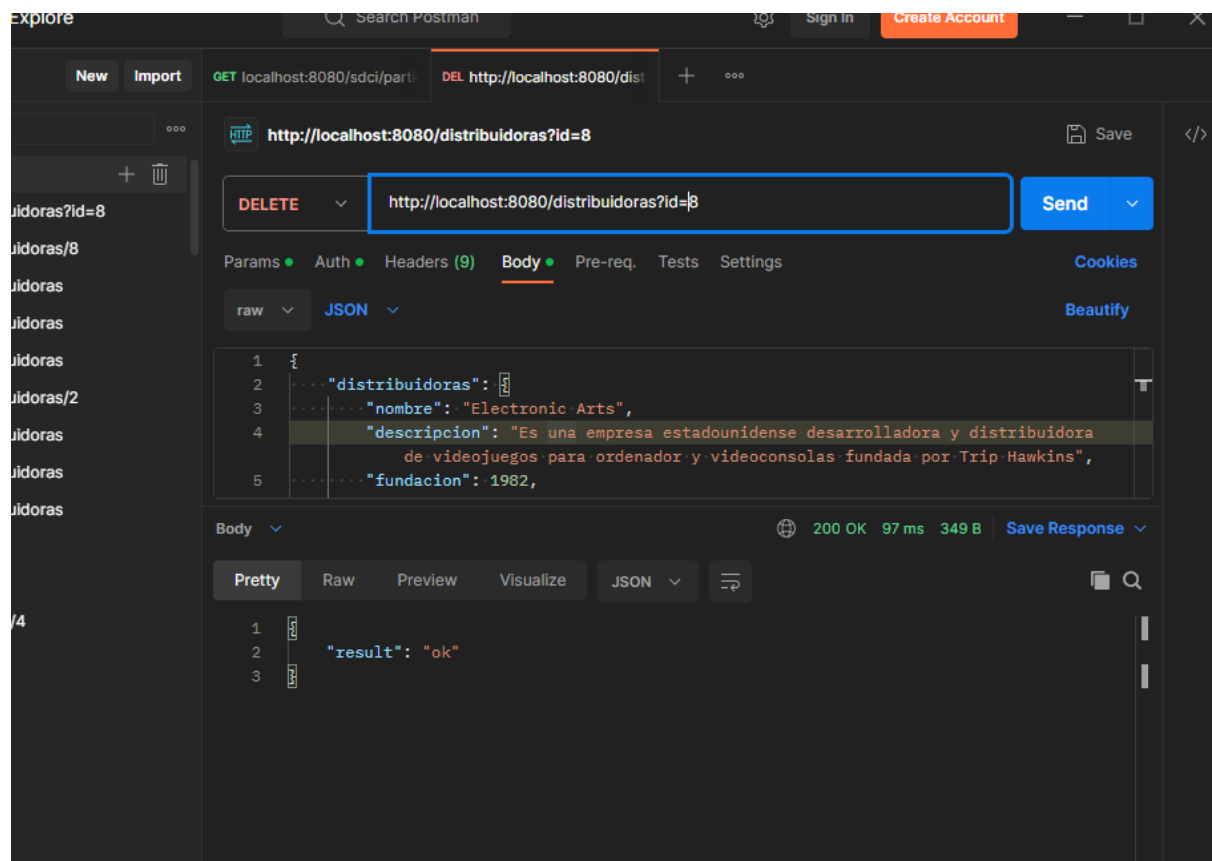 Explore Search Postman Sign In Create Account
New Import GET localhost:8080/sdci/parti DEL http://localhost:8080/dist
HTTP http://localhost:8080/distribuidoras?id=8 Save </>
uidoras?id=8
uidoras/8
uidoras
uidoras
uidoras
uidoras/2
uidoras
uidoras
uidoras
/4
DELETE http://localhost:8080/distribuidoras?id=8 Send
Params Auth Headers (9) Body Pre-req. Tests Settings Cookies
raw JSON Beautify
1 {
2 "distribuidoras": {
3 "nombre": "Electronic Arts",
4 "descripcion": "Es una empresa estadounidense desarrolladora y distribuidora
de videojuegos para ordenador y videoconsolas fundada por Trip Hawkins",
5 "fundacion": 1982,
Body 200 OK 97 ms 349 B Save Response
Pretty Raw Preview Visualize JSON
1 {
2 "result": "ok"
3 }